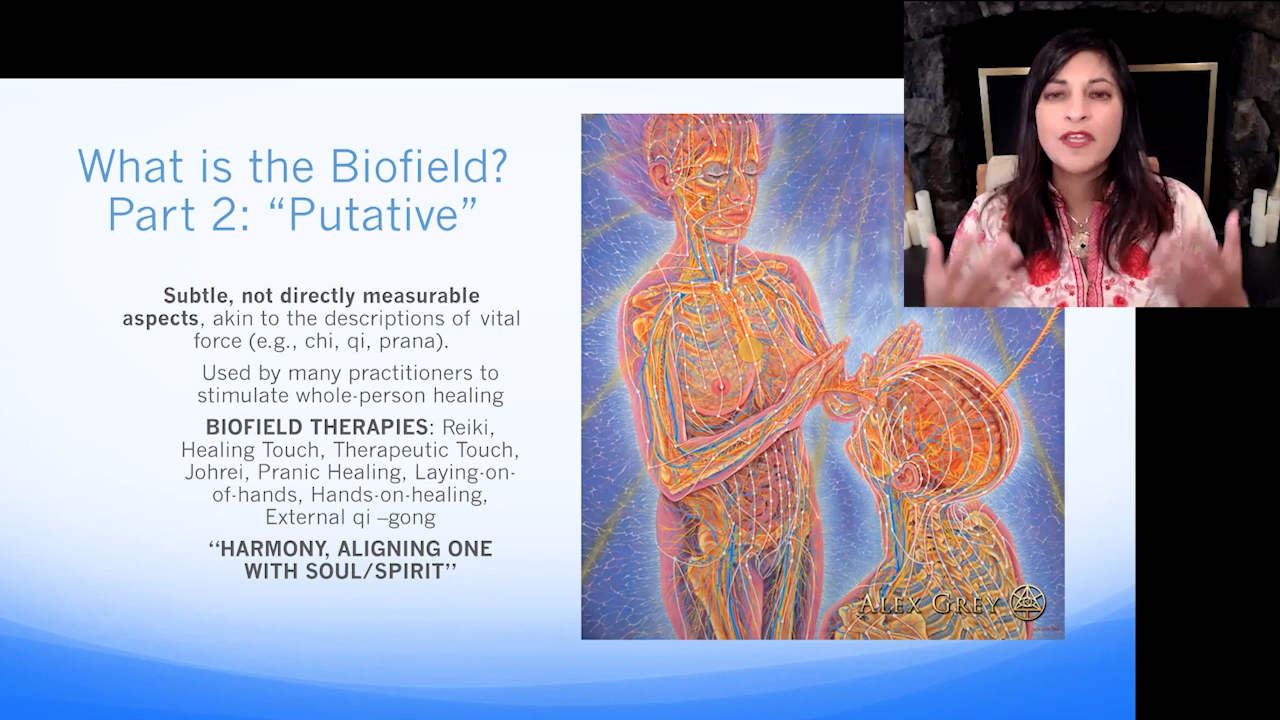 What is the Biofield?
Part 2: “Putative”
Subtle, not directly measurable
aspects, akin to the descriptions of vital
force (e.g., chi, qi, prana).
Used by many practitioners to
stimulate whole-person healing
BIOFIELD THERAPIES: Reiki,
Healing Touch, Therapeutic Touch,
Johrei, Pranic Healing, Laying-on-
of-hands, Hands-on-healing,
External qi –gong
‘‘HARMONY, ALIGNING ONE
WITH SOUL/SPIRIT’’
ALEX GREY